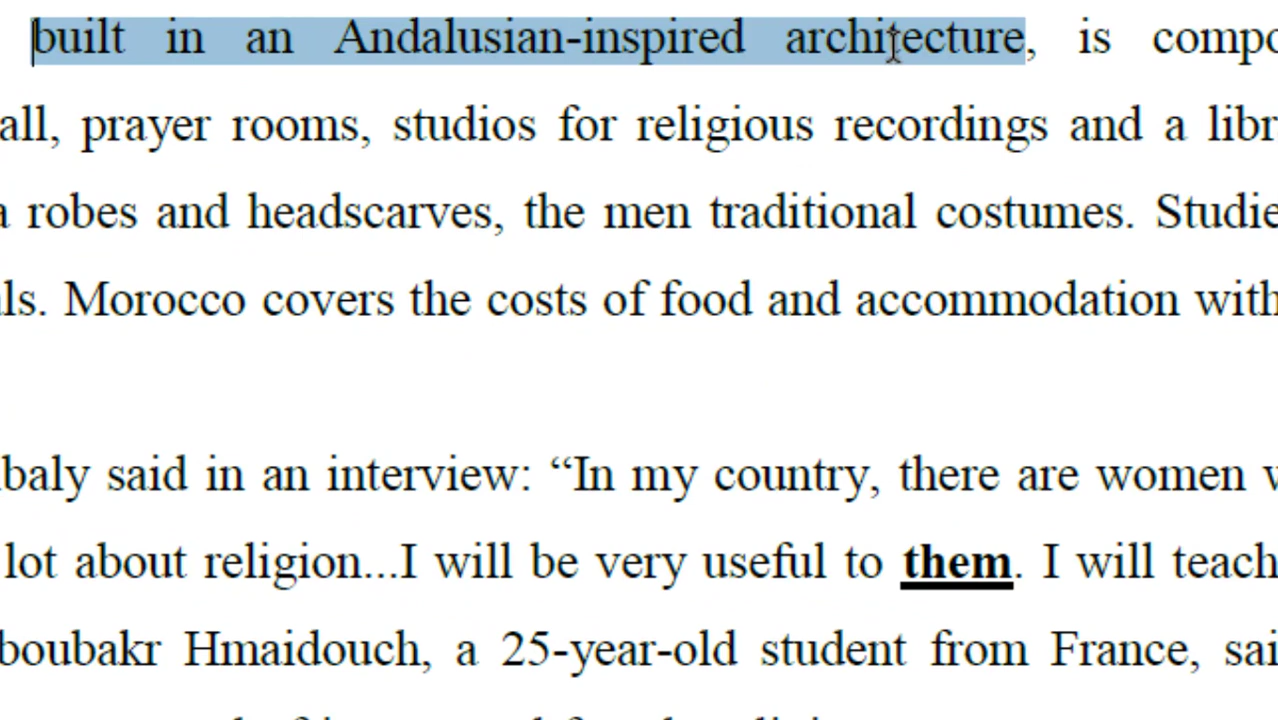 built in an Andalusian-inspired architecture, is compo
all, prayer rooms, studios for religious recordings and a libr
a robes and headscarves, the men traditional costumes. Studie
ls. Morocco covers the costs of food and accommodation with
baly said in an interview: “In my country, there are women
lot about religion...I will be very useful to them. I will teach
boubakr Hmaidouch, a 25-year-old student from France, sai